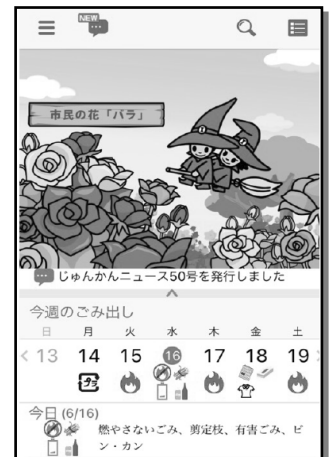 NEW
市民の花「バラ」
じゅんかんニュース50号を発行しました
今週のごみ出し
日 月 火 水 木 金 土
< 13 14 15 16 17 18 19 >
プラ
今日 (6/16)
燃やさないごみ、剪定枝、有害ごみ、ビ
ン・カン